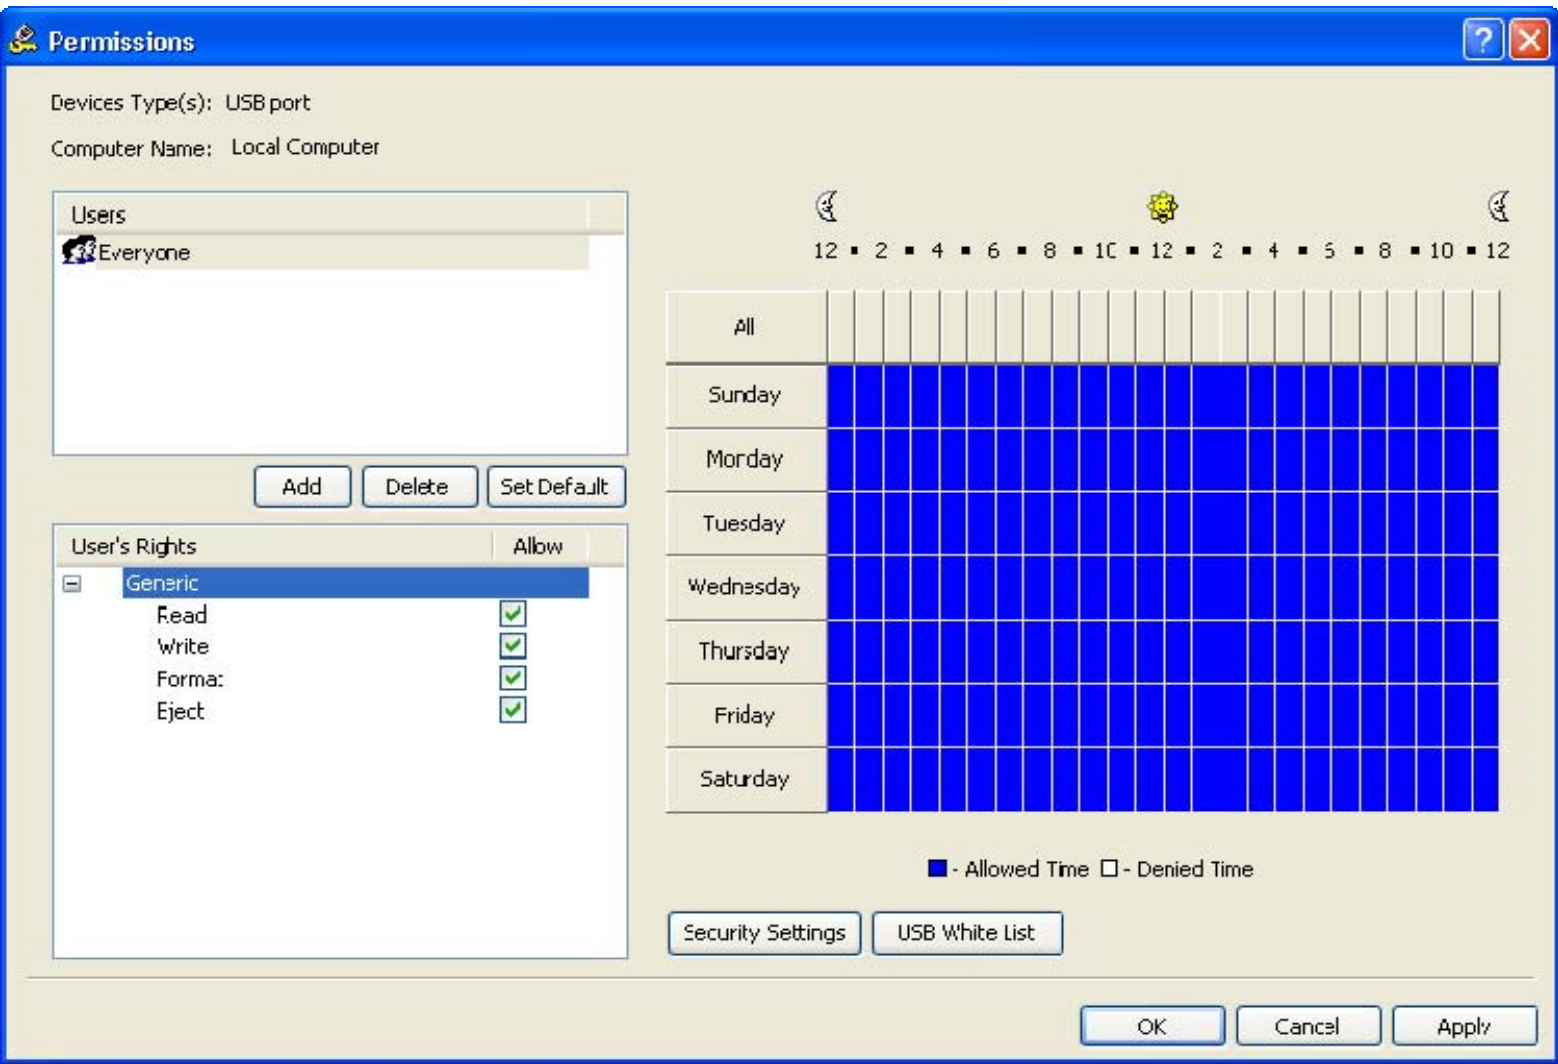 Permissions
Devices Type(s): USB port
Computer Name: Local Computer
Users
Everyone
Add Delete Set Default
User's Rights Allow
Generic
Read
Write
Format
Eject
12 2 4 6 8 10 12 2 4 6 8 10 12
All
Sunday
Monday
Tuesday
Wednesday
Thursday
Friday
Saturday
- Allowed Time - Denied Time
Security Settings USB White List
OK Cancel Apply